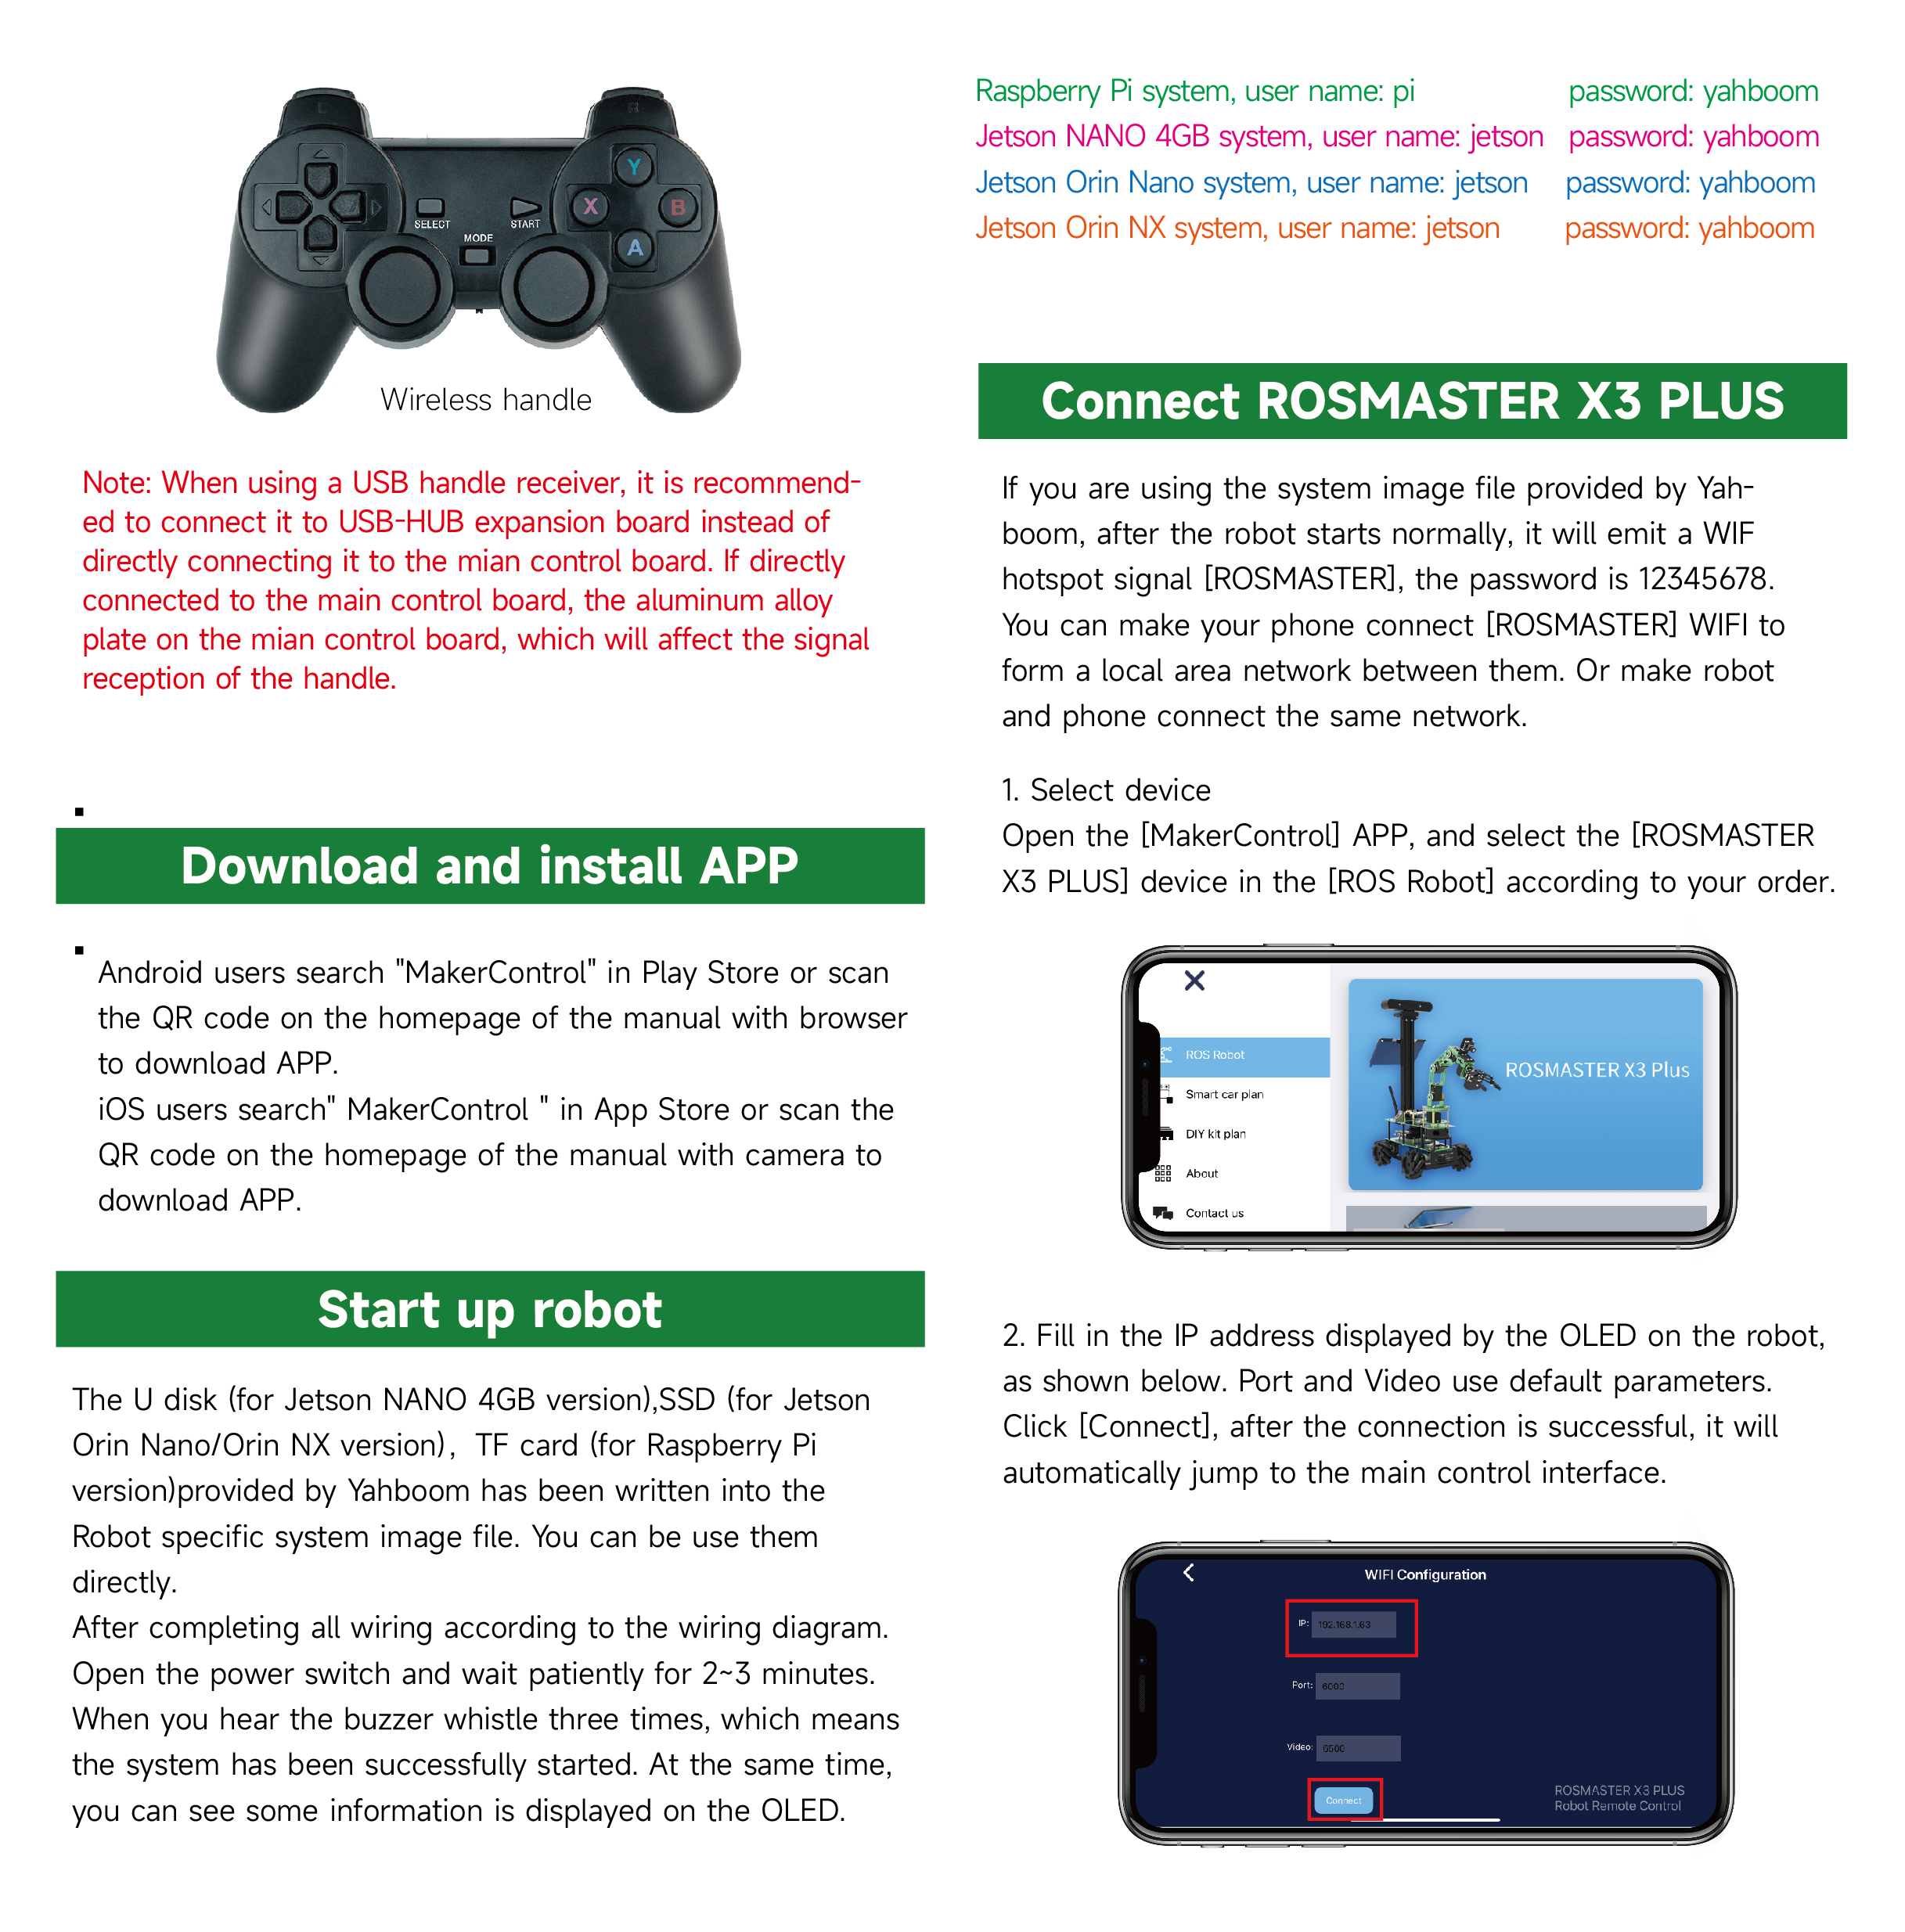 L
R
Y
X
B
A
SELECT
START
MODE
Wireless handle
Note: When using a USB handle receiver, it is recommend-
ed to connect it to USB-HUB expansion board instead of
directly connecting it to the mian control board. If directly
connected to the main control board, the aluminum alloy
plate on the mian control board, which will affect the signal
reception of the handle.
Download and install APP
Android users search "MakerControl" in Play Store or scan
the QR code on the homepage of the manual with browser
to download APP.
iOS users search" MakerControl " in App Store or scan the
QR code on the homepage of the manual with camera to
download APP.
Start up robot
The U disk (for Jetson NANO 4GB version),SSD (for Jetson
Orin Nano/Orin NX version)，TF card (for Raspberry Pi
version)provided by Yahboom has been written into the
Robot specific system image file. You can be use them
directly.
After completing all wiring according to the wiring diagram.
Open the power switch and wait patiently for 2~3 minutes.
When you hear the buzzer whistle three times, which means
the system has been successfully started. At the same time,
you can see some information is displayed on the OLED.
Raspberry Pi system, user name: pi password: yahboom
Jetson NANO 4GB system, user name: jetson password: yahboom
Jetson Orin Nano system, user name: jetson password: yahboom
Jetson Orin NX system, user name: jetson password: yahboom
Connect ROSMASTER X3 PLUS
If you are using the system image file provided by Yah-
boom, after the robot starts normally, it will emit a WIF
hotspot signal [ROSMASTER], the password is 12345678.
You can make your phone connect [ROSMASTER] WIFI to
form a local area network between them. Or make robot
and phone connect the same network.
1. Select device
Open the [MakerControl] APP, and select the [ROSMASTER
X3 PLUS] device in the [ROS Robot] according to your order.
ROS Robot
Smart car plan
DIY kit plan
About
Contact us
ROSMASTER X3 Plus
2. Fill in the IP address displayed by the OLED on the robot,
as shown below. Port and Video use default parameters.
Click [Connect], after the connection is successful, it will
automatically jump to the main control interface.
WIFI Configuration
IP: 192.168.1.63
Port: 6000
Video: 6500
Connect
ROSMASTER X3 PLUS
Robot Remote Control